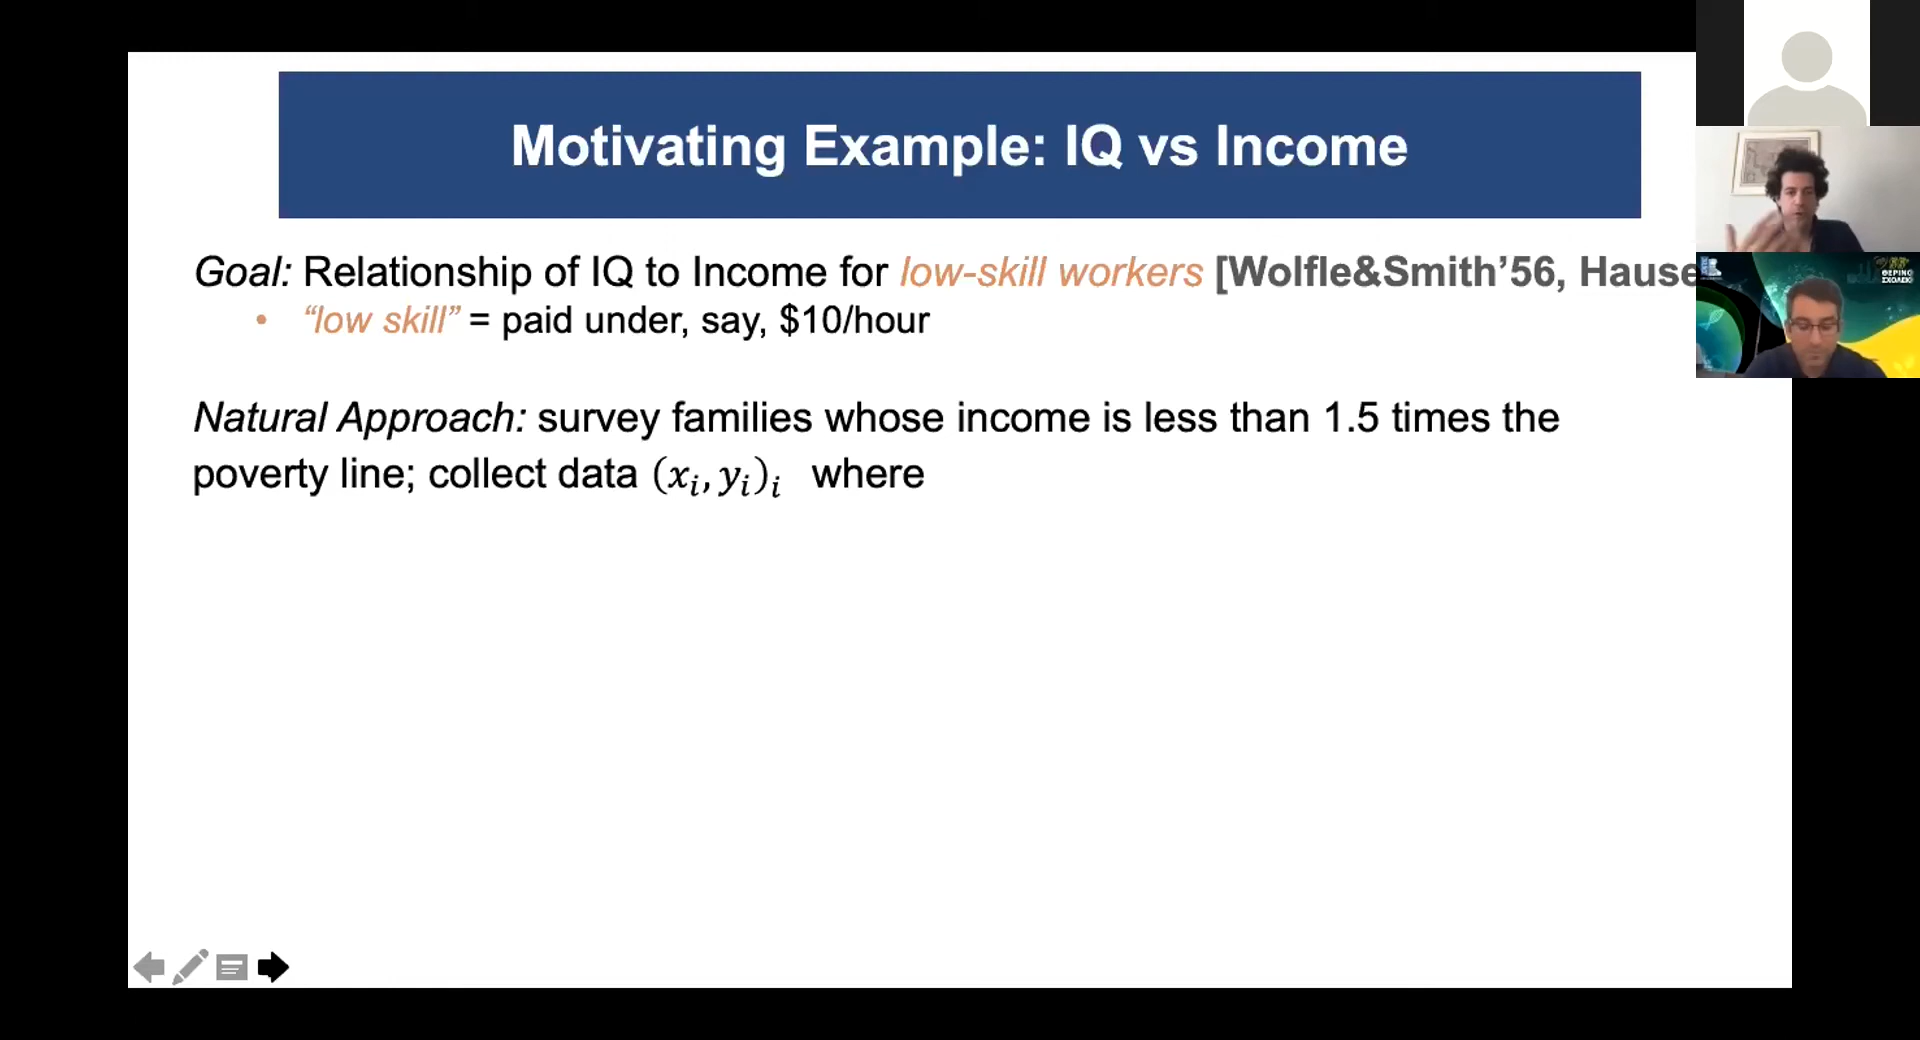 Motivating Example: IQ vs Income
Goal: Relationship of IQ to Income for low-skill workers [Wolfle&Smith’56, Hause
• “low skill” = paid under, say, $10/hour
Natural Approach: survey families whose income is less than 1.5 times the
poverty line; collect data (xᵢ, yᵢ)ᵢ where
ΘΕΡΙΝΟ
ΣΧΟΛΕΙΟ